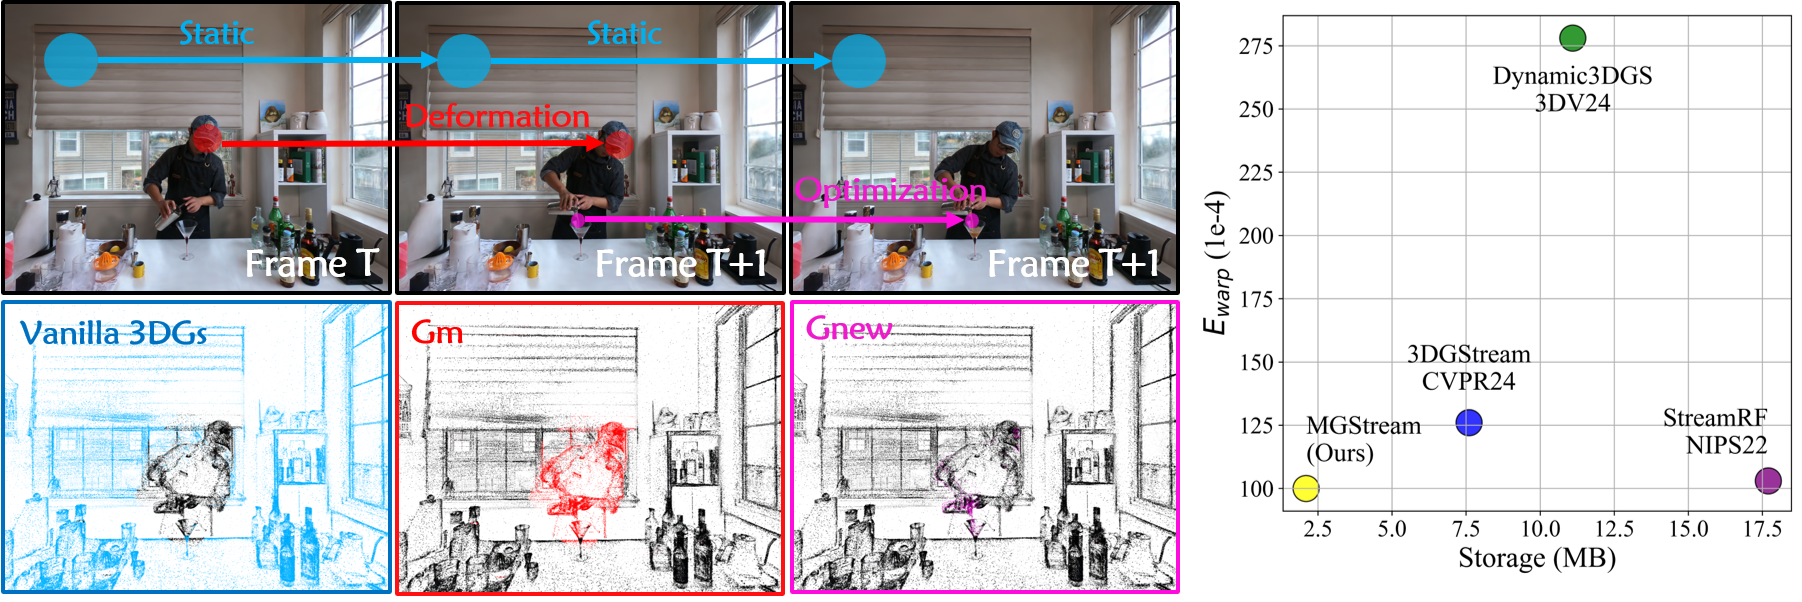 Static
Static
Deformation
Optimization
Frame T
Frame T+1
Frame T+1
Vanilla 3DGs
Gm
Gnew
275
250
225
200
175
150
125
100
E_warp (1e-4)
Dynamic3DGS
3DV24
3DGStream
CVPR24
MGStream
(Ours)
StreamRF
NIPS22
2.5 5.0 7.5 10.0 12.5 15.0 17.5
Storage (MB)